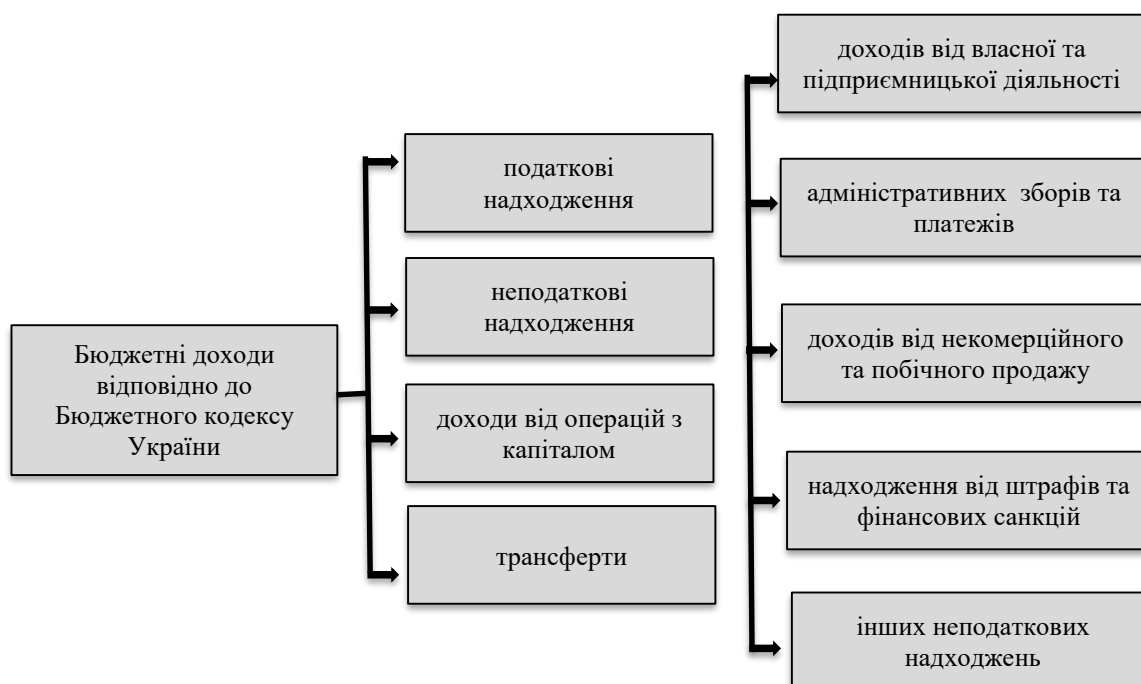 Бюджетні доходи
відповідно до
Бюджетного кодексу
України
податкові
надходження
неподаткові
надходження
доходи від операцій з
капіталом
трансферти
доходів від власної та
підприємницької діяльності
адміністративних зборів та
платежів
доходів від некомерційного
та побічного продажу
надходження від штрафів та
фінансових санкцій
інших неподаткових
надходжень